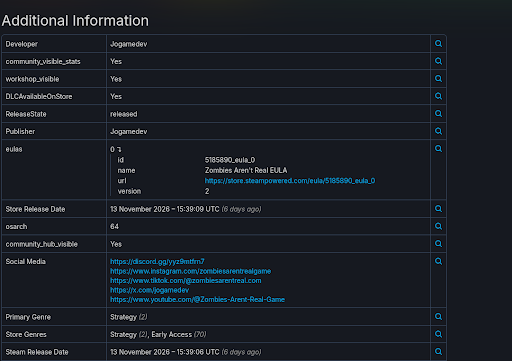 Additional Information
Developer Jogamedev
community_visible_stats Yes
workshop_visible Yes
DLCAvailableOnStore Yes
ReleaseState released
Publisher Jogamedev
eulas 0
id 5185890_eula_0
name Zombies Aren't Real EULA
url https://store.steampowered.com/eula/5185890_eula_0
version 2
Store Release Date 13 November 2026 – 15:39:09 UTC (6 days ago)
osarch 64
community_hub_visible Yes
Social Media https://discord.gg/yyz9mtfrn7
https://www.instagram.com/zombiesarentrealgame
https://www.tiktok.com/@zombiesarentreal.com
https://x.com/jogamedev
https://www.youtube.com/@Zombies-Arent-Real-Game
Primary Genre Strategy (2)
Store Genres Strategy (2), Early Access (70)
Steam Release Date 13 November 2026 – 15:39:06 UTC (6 days ago)